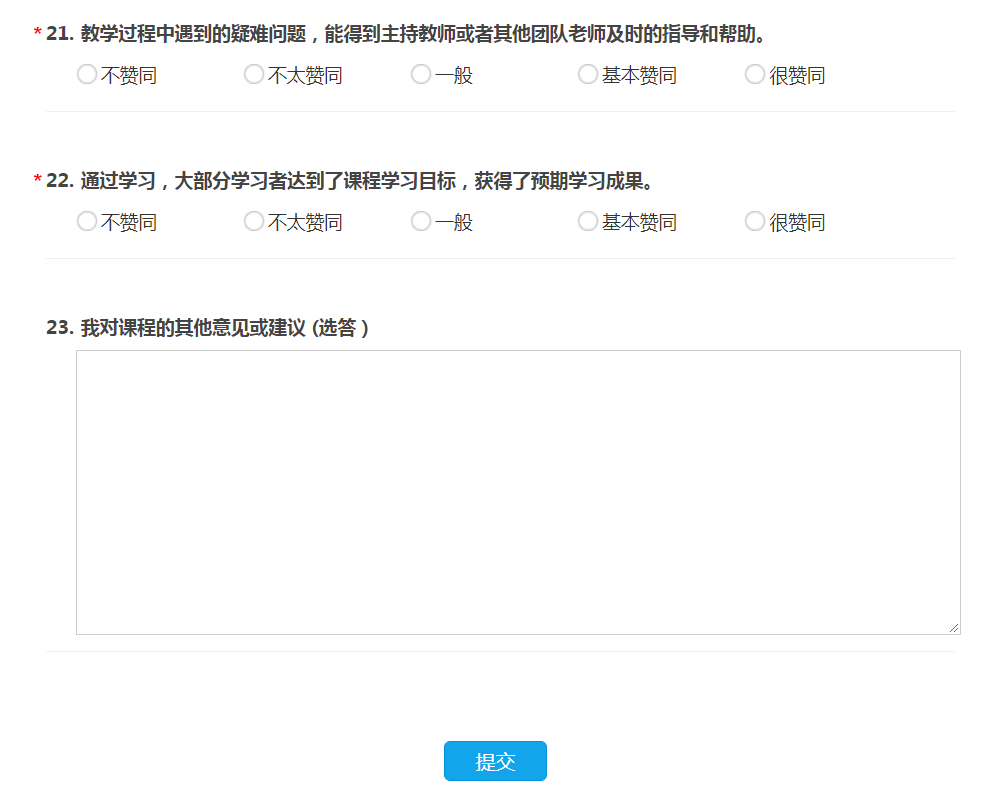 *21. 教学过程中遇到的疑难问题，能得到主持教师或者其他团队老师及时的指导和帮助。
不赞同 不太赞同 一般 基本赞同 很赞同
*22. 通过学习，大部分学习者达到了课程学习目标，获得了预期学习成果。
不赞同 不太赞同 一般 基本赞同 很赞同
23. 我对课程的其他意见或建议 (选答）
提交